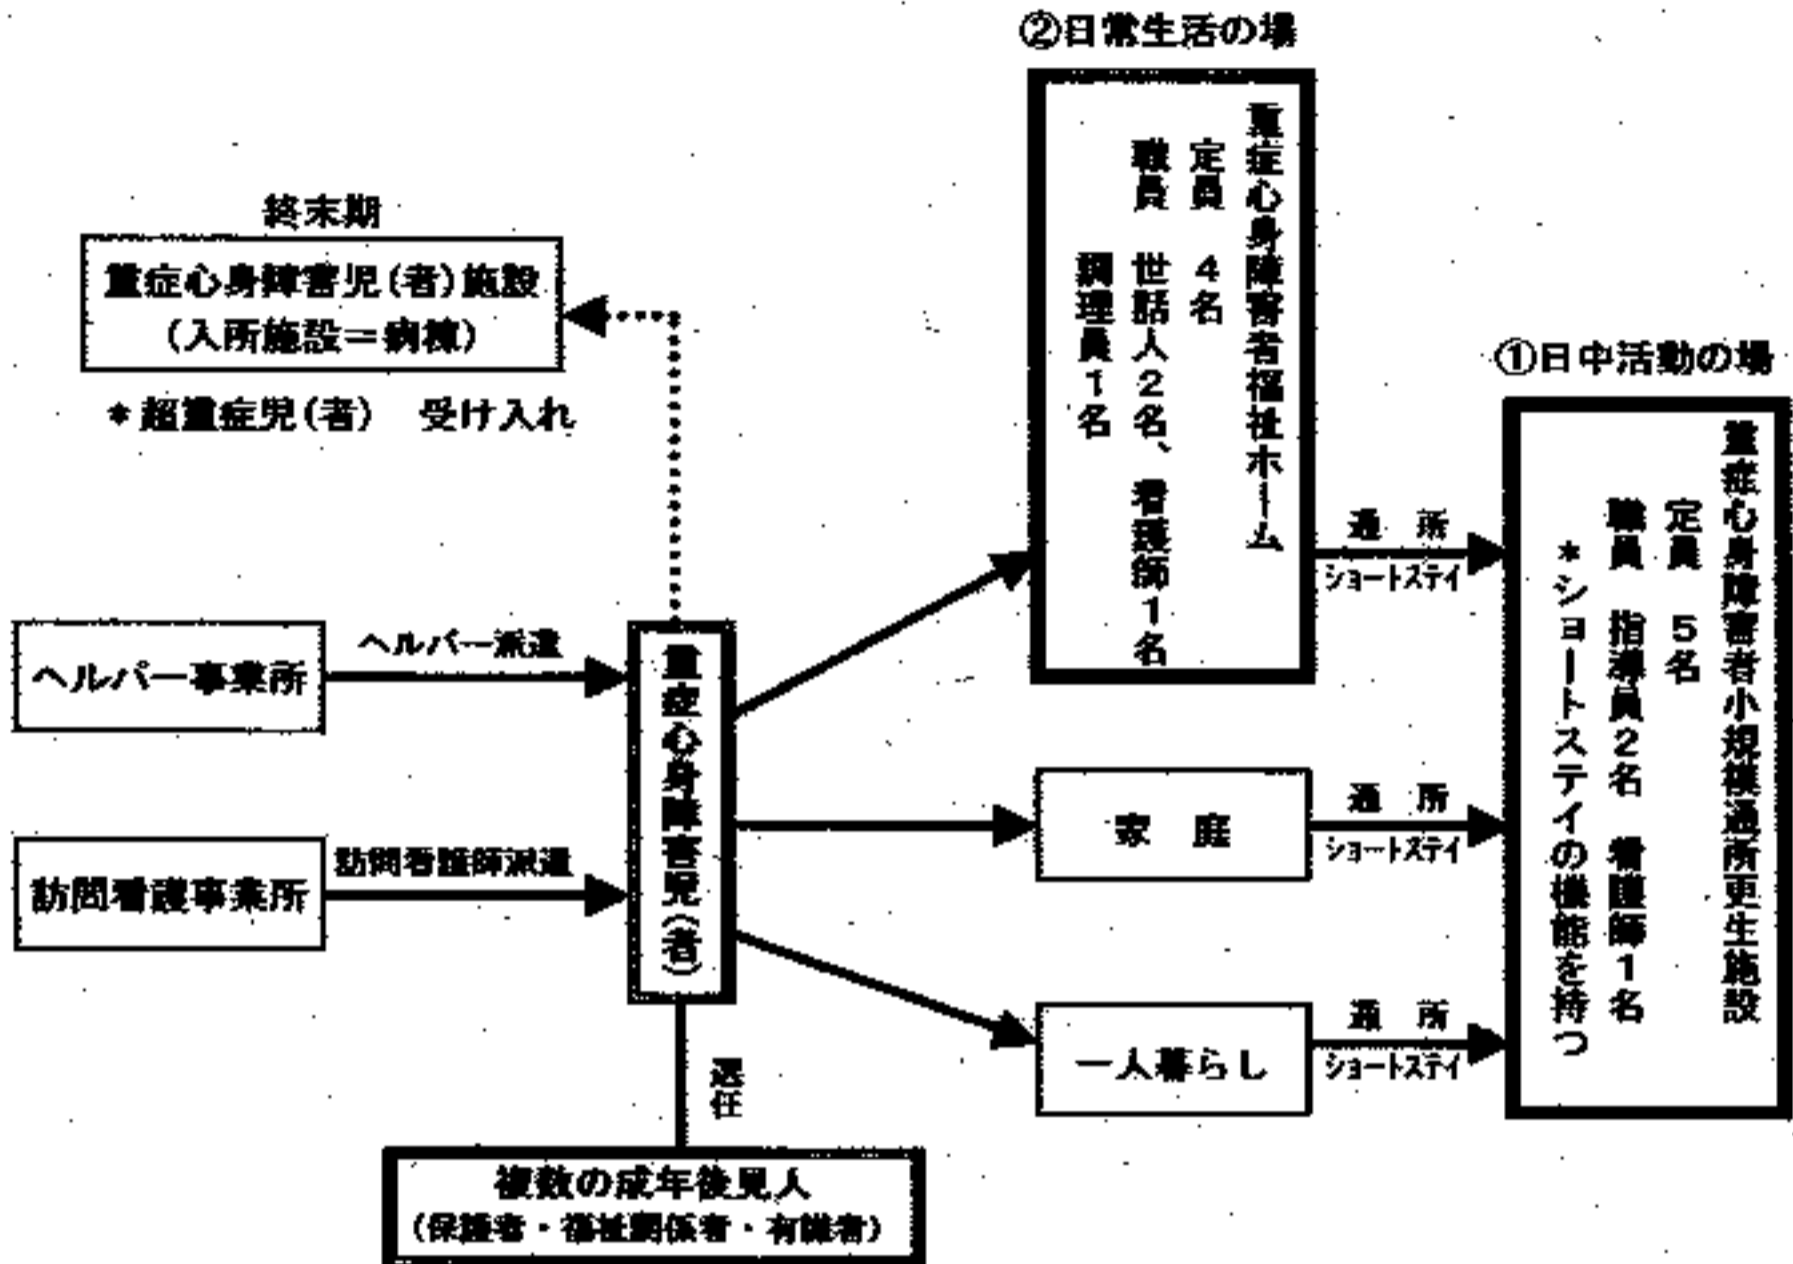 ②日常生活の場
重症心身障害者福祉ホーム
定員 4名
職員 世話人2名、看護師1名
調理員1名
終末期
重症心身障害児(者)施設
(入所施設＝病棟)
*超重症児(者) 受け入れ
①日中活動の場
重症心身障害者小規模通所更生施設
定員 5名
職員 指導員2名 看護師1名
*ショートステイの機能を持つ
通 所
ショートステイ
ヘルパー事業所
ヘルパー派遣
重症心身障害児(者)
訪問看護事業所
訪問看護師派遣
家 庭
通 所
ショートステイ
一人暮らし
通 所
ショートステイ
選任
複数の成年後見人
(保護者・福祉関係者・有識者)